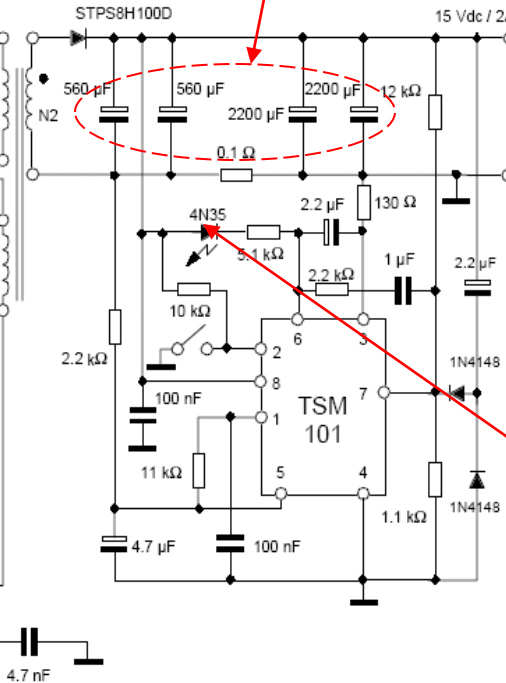 STPS8H100D
15 Vdc / 2
560 µF
560 µF
2200 µF
2200 µF
12 kΩ
N2
0.1 Ω
4N35
2.2 µF
130 Ω
5.1 kΩ
2.2 kΩ
1 µF
2.2 µF
10 kΩ
6
3
2
2.2 kΩ
8
1N4148
100 nF
7
1
TSM
101
11 kΩ
5
4
1.1 kΩ
1N4148
4.7 µF
100 nF
4.7 nF